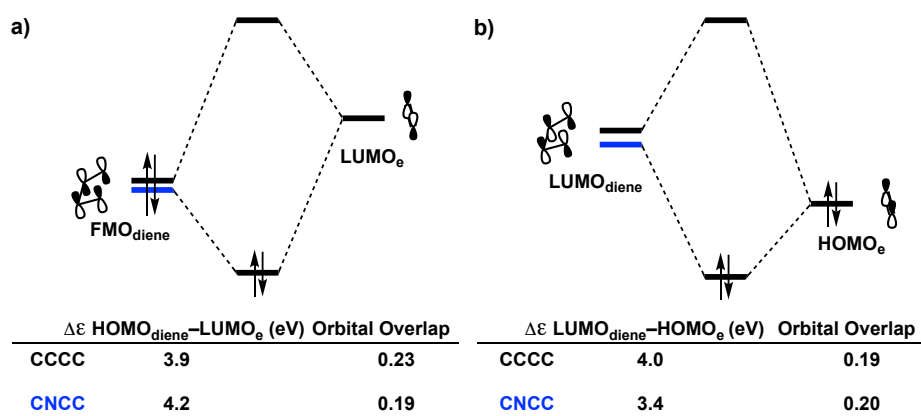 a)
LUMOe
FMOdiene
Δε HOMOdiene–LUMOe (eV) Orbital Overlap
CCCC 3.9 0.23
CNCC 4.2 0.19
b)
LUMOdiene
HOMOe
Δε LUMOdiene–HOMOe (eV) Orbital Overlap
CCCC 4.0 0.19
CNCC 3.4 0.20